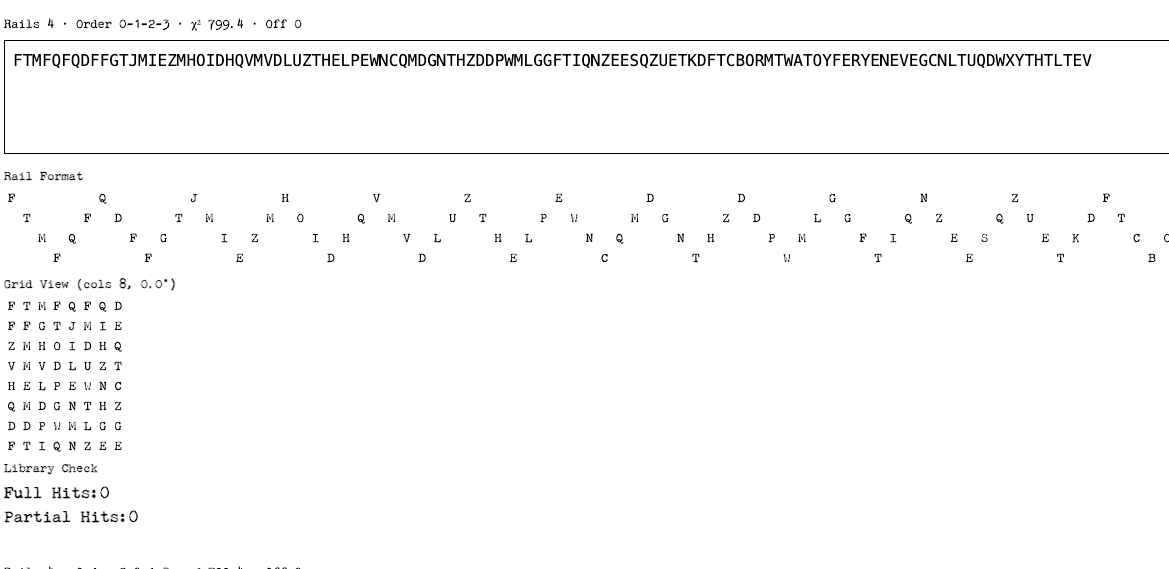 Rails 4 · Order 0-1-2-3 · χ² 799.4 · Off 0
FTMFQFQDFFGTJMIEZMHOIDHQVMVDLUZTHELPEWNCQMDGNTHZDDPWMLGGFTIQNZEESQZUETKDFTCBORMTWATOYFERYENEVEGCNLTUQDWXYTHTLTEV
Rail Format
F Q J H V Z E D D G N Z F
T F D T M M O Q M U T P W M G Z D L G Q Z Q U D T
M Q F G I Z I H V L H L N Q N H P M F I E S E K C
F F E D D E C T W T E T B
Grid View (cols 8, 0.0°)
F T M F Q F Q D
F F G T J M I E
Z M H O I D H Q
V M V D L U Z T
H E L P E W N C
Q M D G N T H Z
D D P W M L G G
F T I Q N Z E E
Library Check
Full Hits:0
Partial Hits:0